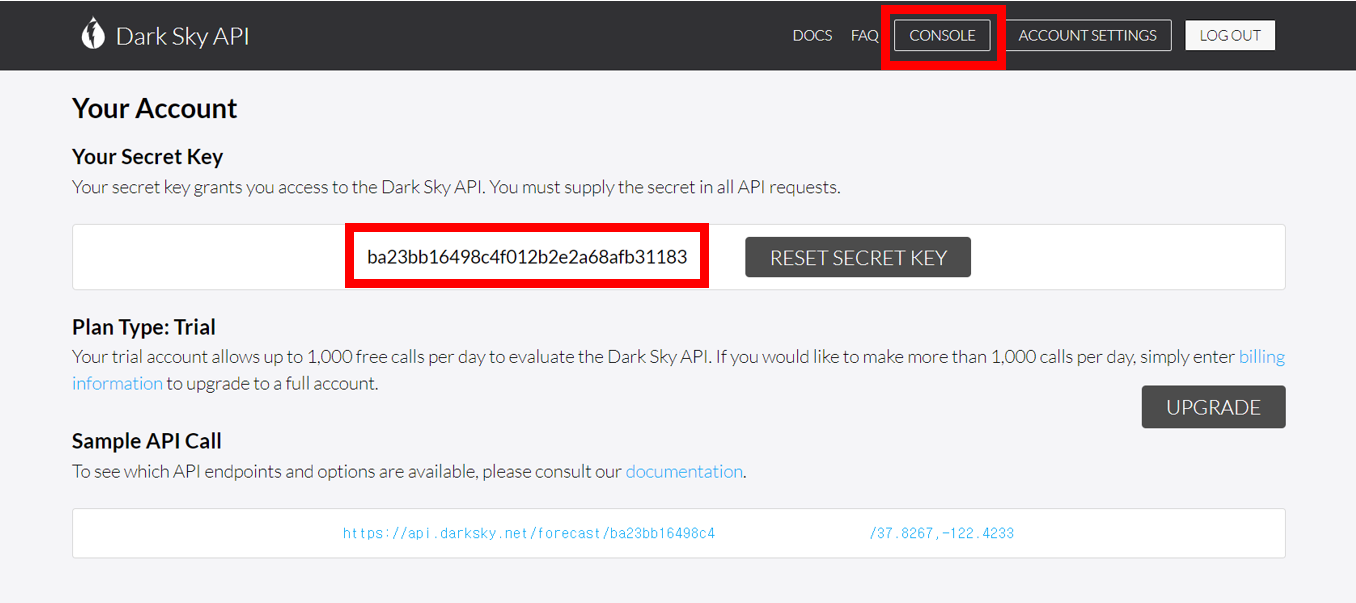 Dark Sky API
DOCS FAQ CONSOLE ACCOUNT SETTINGS LOG OUT
Your Account
Your Secret Key
Your secret key grants you access to the Dark Sky API. You must supply the secret in all API requests.
ba23bb16498c4f012b2e2a68afb31183 RESET SECRET KEY
Plan Type: Trial
Your trial account allows up to 1,000 free calls per day to evaluate the Dark Sky API. If you would like to make more than 1,000 calls per day, simply enter billing
information to upgrade to a full account.
UPGRADE
Sample API Call
To see which API endpoints and options are available, please consult our documentation.
https://api.darksky.net/forecast/ba23bb16498c4 /37.8267,-122.4233